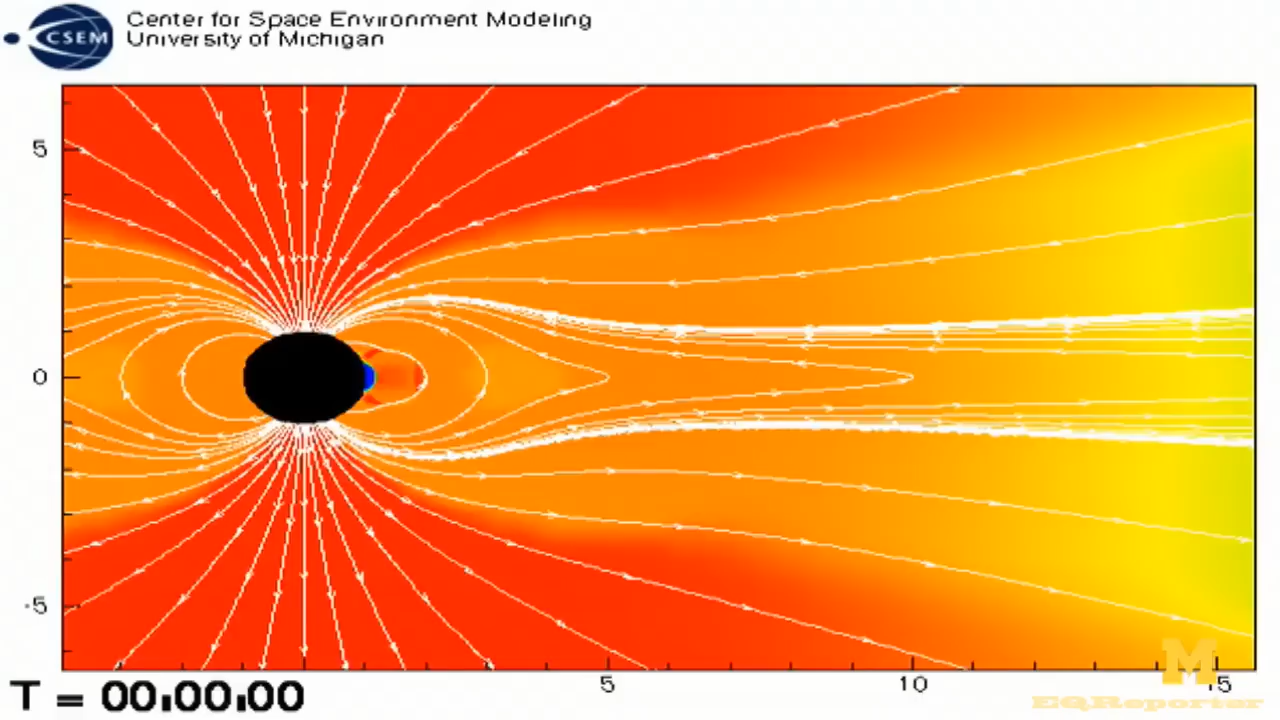 CSEM
Center for Space Environment Modeling
University of Michigan
5
0
-5
5
10
15
T = 00:00:00
M
EQReporter